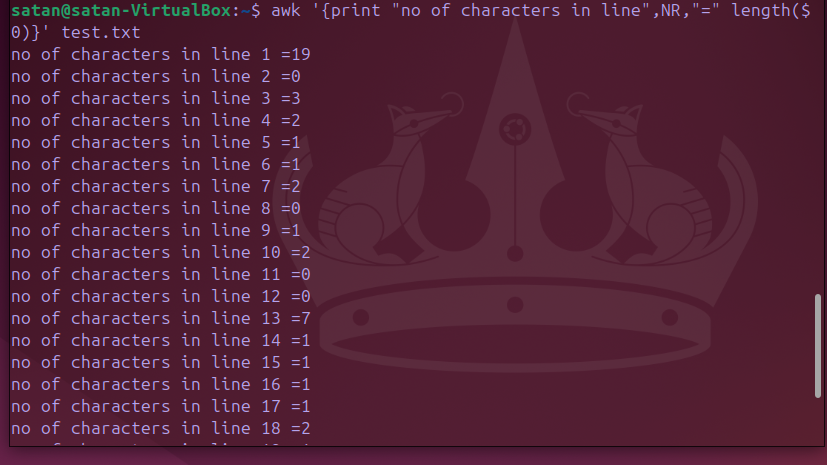 satan@satan-VirtualBox:~$ awk '{print "no of characters in line",NR,"=" length($
0)}' test.txt
no of characters in line 1 =19
no of characters in line 2 =0
no of characters in line 3 =3
no of characters in line 4 =2
no of characters in line 5 =1
no of characters in line 6 =1
no of characters in line 7 =2
no of characters in line 8 =0
no of characters in line 9 =1
no of characters in line 10 =2
no of characters in line 11 =0
no of characters in line 12 =0
no of characters in line 13 =7
no of characters in line 14 =1
no of characters in line 15 =1
no of characters in line 16 =1
no of characters in line 17 =1
no of characters in line 18 =2